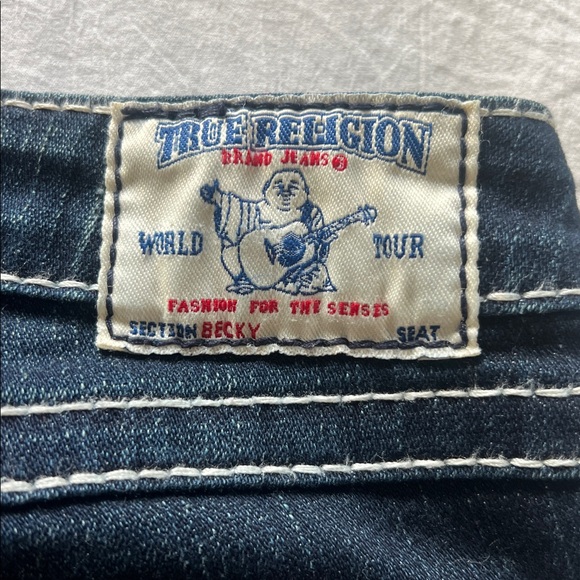 TRUE RELIGION
BRAND JEANS®
WORLD TOUR
FASHION FOR THE SENSES
SECTION BECKY SEAT